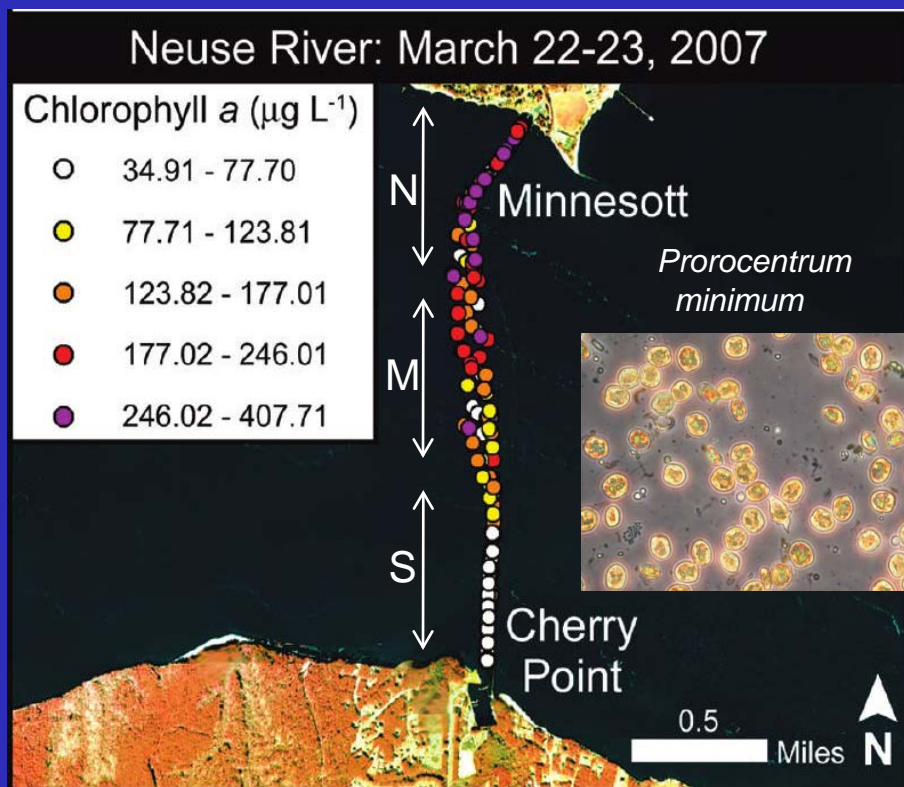 Neuse River: March 22-23, 2007
Chlorophyll a (µg L⁻¹)
34.91 - 77.70
77.71 - 123.81
123.82 - 177.01
177.02 - 246.01
246.02 - 407.71
N
Minnesott
Prorocentrum
minimum
M
S
Cherry
Point
0.5
Miles
N